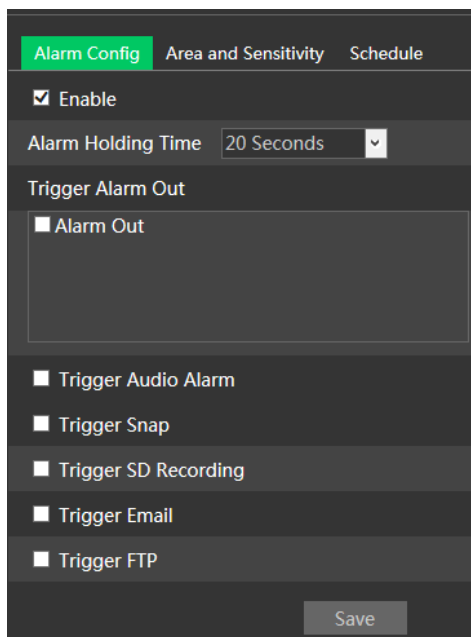 Alarm Config Area and Sensitivity Schedule
Enable
Alarm Holding Time 20 Seconds
Trigger Alarm Out
Alarm Out
Trigger Audio Alarm
Trigger Snap
Trigger SD Recording
Trigger Email
Trigger FTP
Save